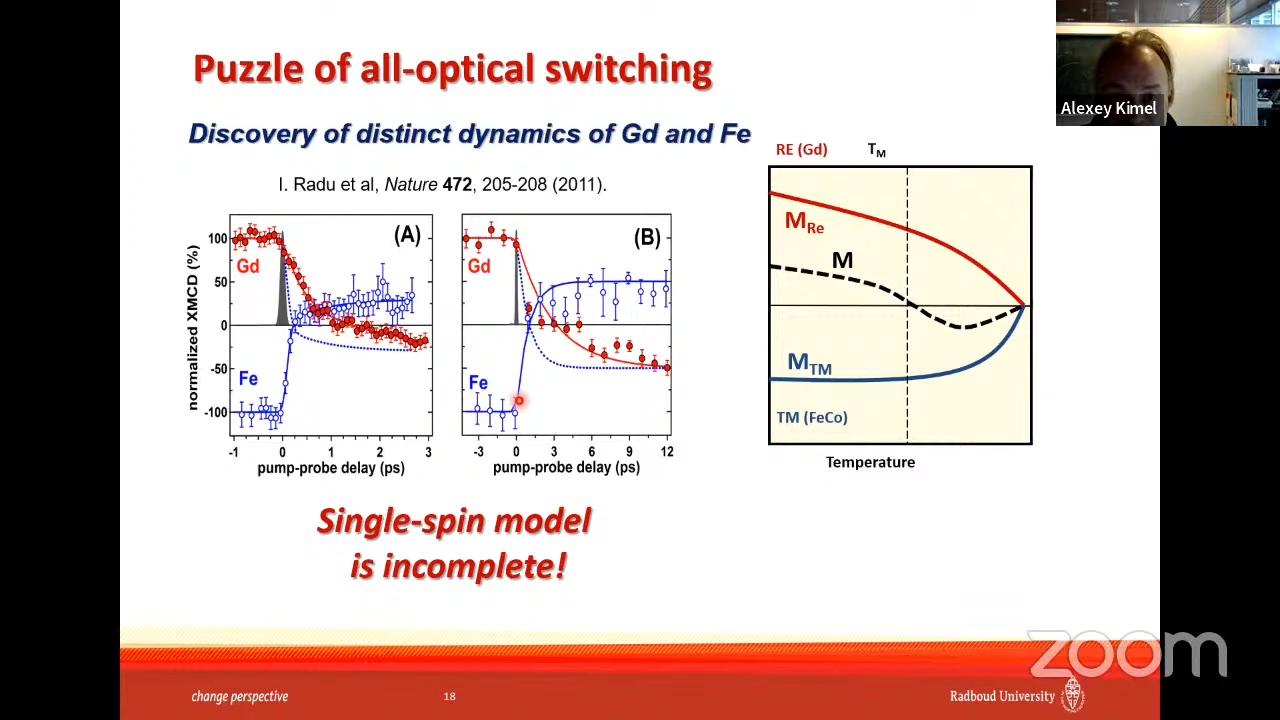 Puzzle of all-optical switching
Alexey Kimel
Discovery of distinct dynamics of Gd and Fe
I. Radu et al, Nature 472, 205-208 (2011).
normalized XMCD (%)
100
50
0
-50
-100
(A)
Gd
Fe
-1 0 1 2 3
pump-probe delay (ps)
(B)
Gd
Fe
-3 0 3 6 9 12
pump-probe delay (ps)
RE (Gd) TM
MRe
M
MTM
TM (FeCo)
Temperature
Single-spin model
is incomplete!
zoom
change perspective
18
Radboud University